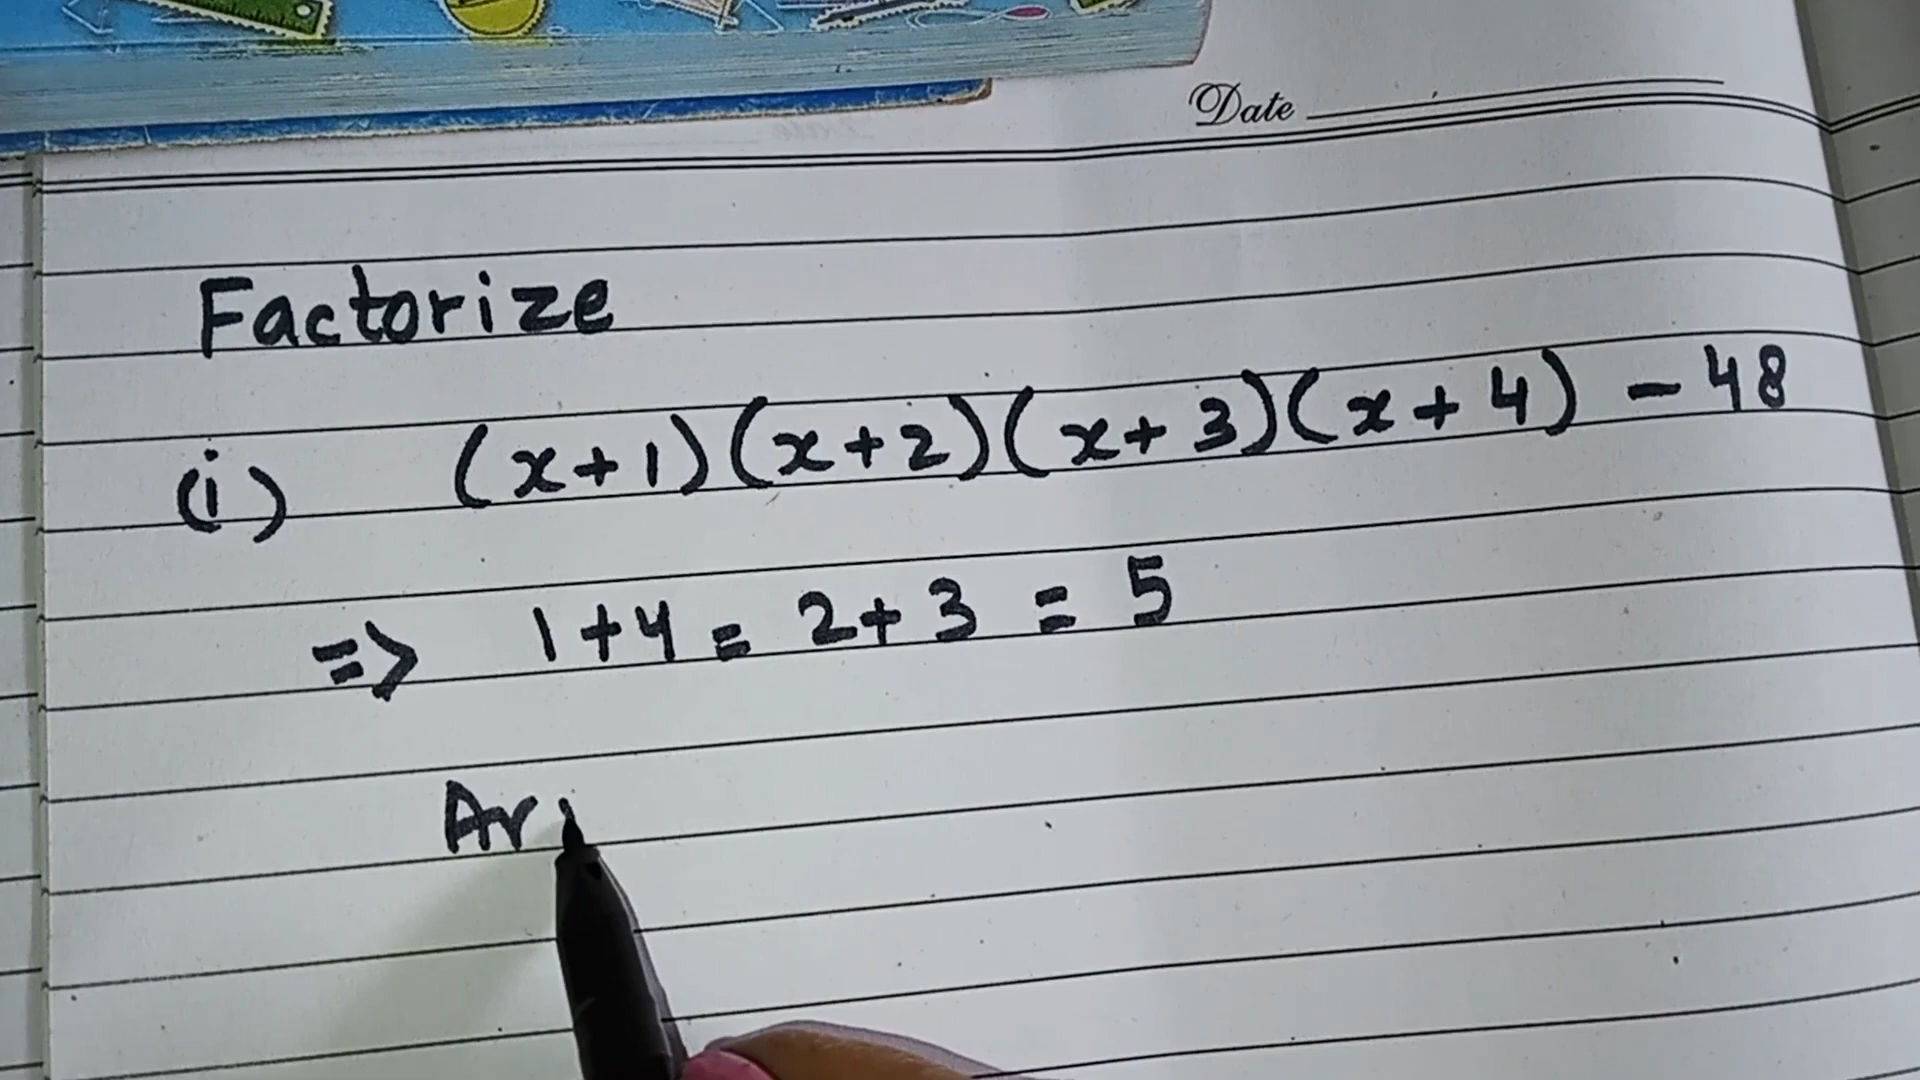 Date
Factorize
(i) (x+1)(x+2)(x+3)(x+4) - 48
=> 1+4 = 2+3 = 5
Ar